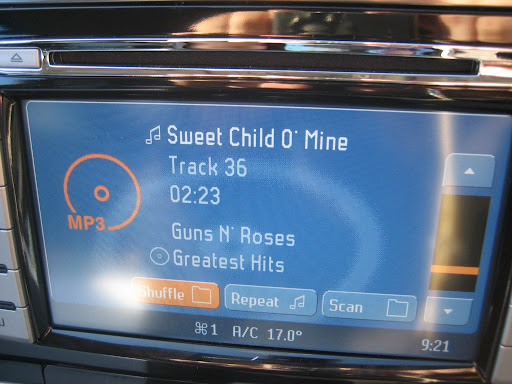 Sweet Child O' Mine
Track 36
02:23
MP3
Guns N' Roses
Greatest Hits
Shuffle Repeat Scan
⌘1 A/C 17.0° 9:21